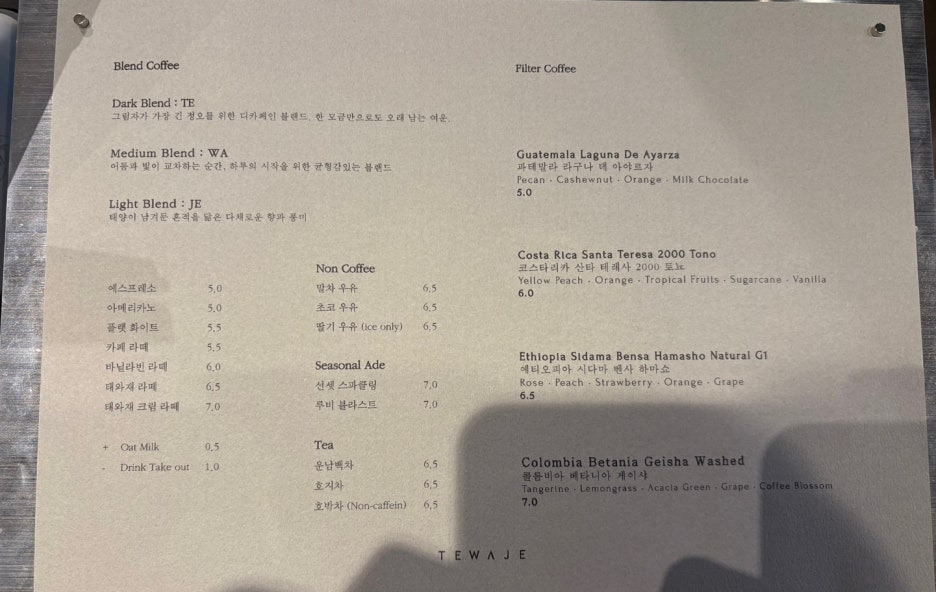 Blend Coffee
Dark Blend : TE
그림자가 가장 긴 정오를 위한 디카페인 블랜드. 한 모금만으로도 오래 남는 여운.
Medium Blend : WA
어둠과 빛이 교차하는 순간, 하루의 시작을 위한 균형감있는 블랜드
Light Blend : JE
태양이 남겨둔 흔적을 닮은 다채로운 향과 풍미
에스프레소 5.0
아메리카노 5.0
플랫 화이트 5.5
카페 라떼 5.5
바닐라빈 라떼 6.0
태와재 라떼 6.5
태와재 크림 라떼 7.0
+ Oat Milk 0.5
- Drink Take out 1.0
Non Coffee
말차 우유 6.5
초코 우유 6.5
딸기 우유 (ice only) 6.5
Seasonal Ade
선셋 스파클링 7.0
루비 블라스트 7.0
Tea
운남백차 6.5
호지차 6.5
호박차 (Non-caffein) 6.5
Filter Coffee
Guatemala Laguna De Ayarza
과테말라 라구나 데 아야르자
Pecan · Cashewnut · Orange · Milk Chocolate
5.0
Costa Rica Santa Teresa 2000 Tono
코스타리카 산타 테레사 2000 토노
Yellow Peach · Orange · Tropical Fruits · Sugarcane · Vanilla
6.0
Ethiopia Sidama Bensa Hamasho Natural G1
에티오피아 시다마 벤사 하마쇼
Rose · Peach · Strawberry · Orange · Grape
6.5
Colombia Betania Geisha Washed
콜롬비아 베타니아 게이샤
Tangerine · Lemongrass · Acacia Green · Grape · Coffee Blossom
7.0
TEWAJE